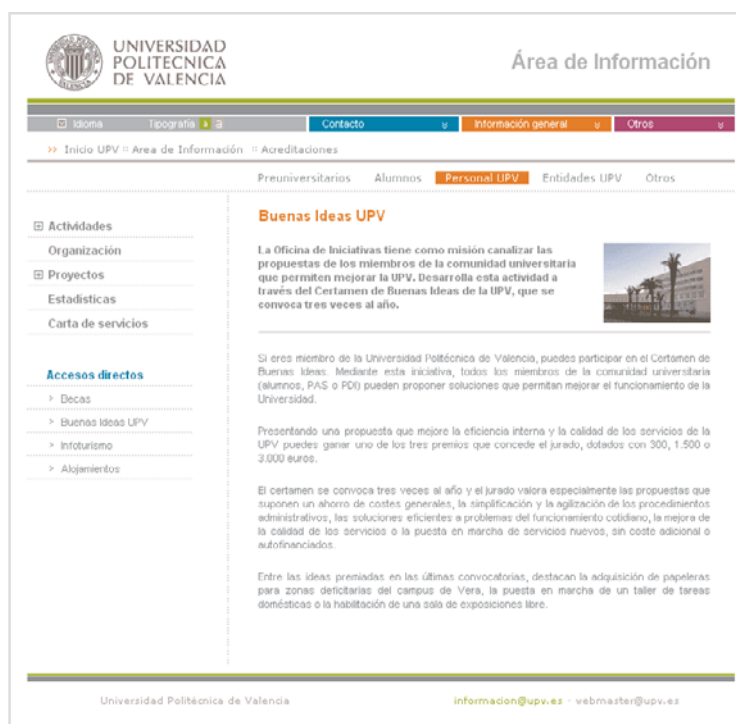 UNIVERSIDAD
POLITECNICA
DE VALENCIA
Área de Información
Idioma Tipografía a a Contacto Información general Otros
>> Inicio UPV :: Area de Información :: Acreditaciones
Preuniversitarios Alumnos Personal UPV Entidades UPV Otros
Actividades
Organización
Proyectos
Estadísticas
Carta de servicios
Accesos directos
> Becas
> Buenas Ideas UPV
> Infoturismo
> Alojamientos
Buenas Ideas UPV
La Oficina de Iniciativas tiene como misión canalizar las
propuestas de los miembros de la comunidad universitaria
que permiten mejorar la UPV. Desarrolla esta actividad a
través del Certamen de Buenas Ideas de la UPV, que se
convoca tres veces al año.
Si eres miembro de la Universidad Politécnica de Valencia, puedes participar en el Certamen de
Buenas Ideas. Mediante esta iniciativa, todos los miembros de la comunidad universitaria
(alumnos, PAS o PDI) pueden proponer soluciones que permitan mejorar el funcionamiento de la
Universidad.
Presentando una propuesta que mejore la eficiencia interna y la calidad de los servicios de la
UPV puedes ganar uno de los tres premios que concede el jurado, dotados con 300, 1.500 o
3.000 euros.
El certamen se convoca tres veces al año y el jurado valora especialmente las propuestas que
suponen un ahorro de costes generales, la simplificación y la agilización de los procedimientos
administrativos, las soluciones eficientes a problemas del funcionamiento cotidiano, la mejora de
la calidad de los servicios o la puesta en marcha de servicios nuevos, sin coste adicional o
autofinanciados.
Entre las ideas premiadas en las últimas convocatorias, destacan la adquisición de papeleras
para zonas deficitarias del campus de Vera, la puesta en marcha de un taller de tareas
domésticas o la habilitación de una sala de exposiciones libre.
Universidad Politécnica de Valencia
informacion@upv.es · webmaster@upv.es